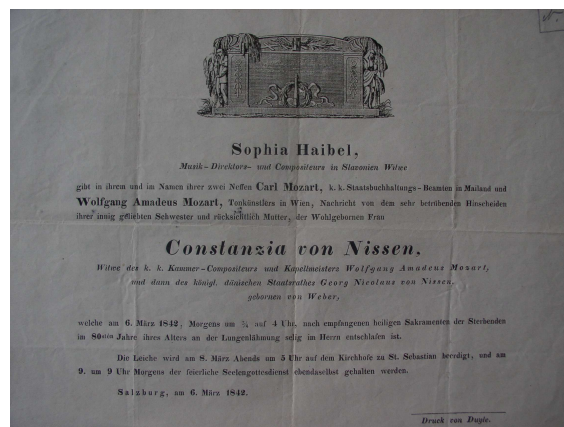 Sophia Haibel,
Musik-Direktors- und Compositeurs in Slavonien Witwe
gibt in ihrem und im Namen ihrer zwei Neffen Carl Mozart, k. k. Staatsbuchhaltungs-Beamten in Mailand und
Wolfgang Amadeus Mozart, Tonkünstlers in Wien, Nachricht von dem sehr betrübenden Hinscheiden
ihrer innig geliebten Schwester und rücksichtlich Mutter, der Wohlgebornen Frau
Constanzia von Nissen,
Witwe des k. k. Kammer-Compositeurs und Kapellmeisters Wolfgang Amadeus Mozart,
und dann des königl. dänischen Staatsrathes Georg Nicolaus von Nissen,
gebornen von Weber,
welche am 6. März 1842, Morgens um ¾ auf 4 Uhr, nach empfangenen heiligen Sakramenten der Sterbenden
im 80sten Jahre ihres Alters an der Lungenlähmung selig im Herrn entschlafen ist.
Die Leiche wird am 8. März Abends um 5 Uhr auf dem Kirchhofe zu St. Sebastian beerdigt, und am
9. um 9 Uhr Morgens der feierliche Seelengottesdienst ebendaselbst gehalten werden.
Salzburg, am 6. März 1842.
Druck von Duyle.